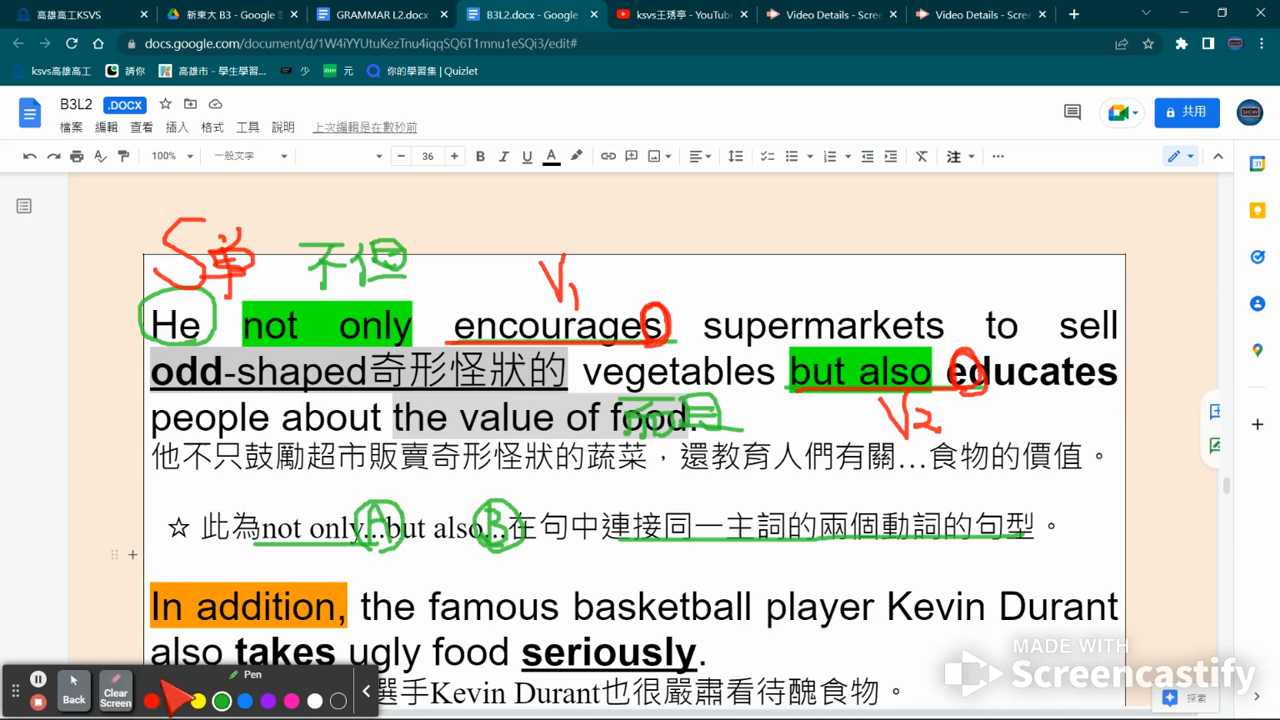 高雄高工KSVS
新東大 B3 - Google
GRAMMAR L2.docx
B3L2.docx - Google
ksvs王琇亭 - YouTube
Video Details - Scree
Video Details - Scree
docs.google.com/document/d/1W4iYYUtuKezTnu4iqqSQ6T1mnu1eSQi3/edit#
ksvs高雄高工
請你
高雄市 - 學生學習...
少
元
你的學習集 | Quizlet
B3L2
.DOCX
共用
檔案 編輯 查看 插入 格式 工具 說明 上次編輯是在數秒前
100% 一般文字 36 B I U A 注
S單 不但 V1
He not only encourages supermarkets to sell
odd-shaped奇形怪狀的 vegetables but also educates
people about the value of food.
而且 V2
他不只鼓勵超市販賣奇形怪狀的蔬菜，還教育人們有關…食物的價值。
☆ 此為not only...but also...在句中連接同一主詞的兩個動詞的句型。
A B
In addition, the famous basketball player Kevin Durant
also takes ugly food seriously.
選手Kevin Durant也很嚴肅看待醜食物。
MADE WITH
Screencastify
Pen
Back
Clear
Screen
探索